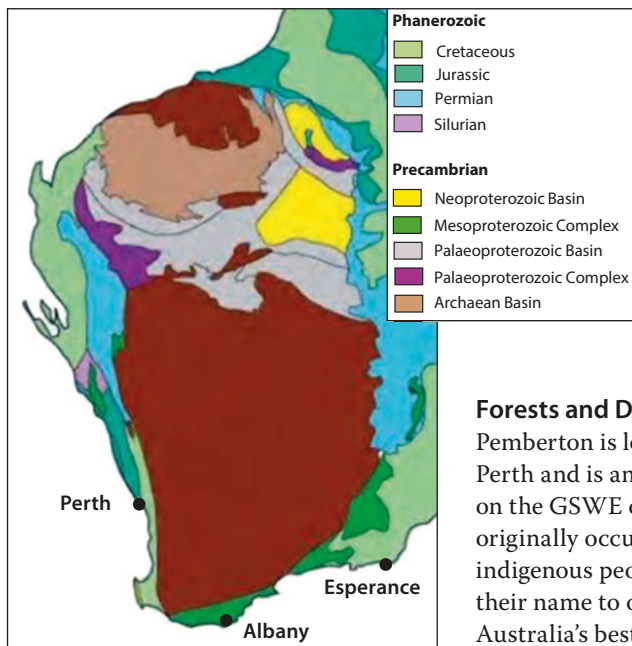 Phanerozoic
Cretaceous
Jurassic
Permian
Silurian
Precambrian
Neoproterozoic Basin
Mesoproterozoic Complex
Palaeoproterozoic Basin
Palaeoproterozoic Complex
Archaean Basin
Perth
Esperance
Albany
Forests and D
Pemberton is l
Perth and is an
on the GSWE
originally occu
indigenous peo
their name to
Australia's best